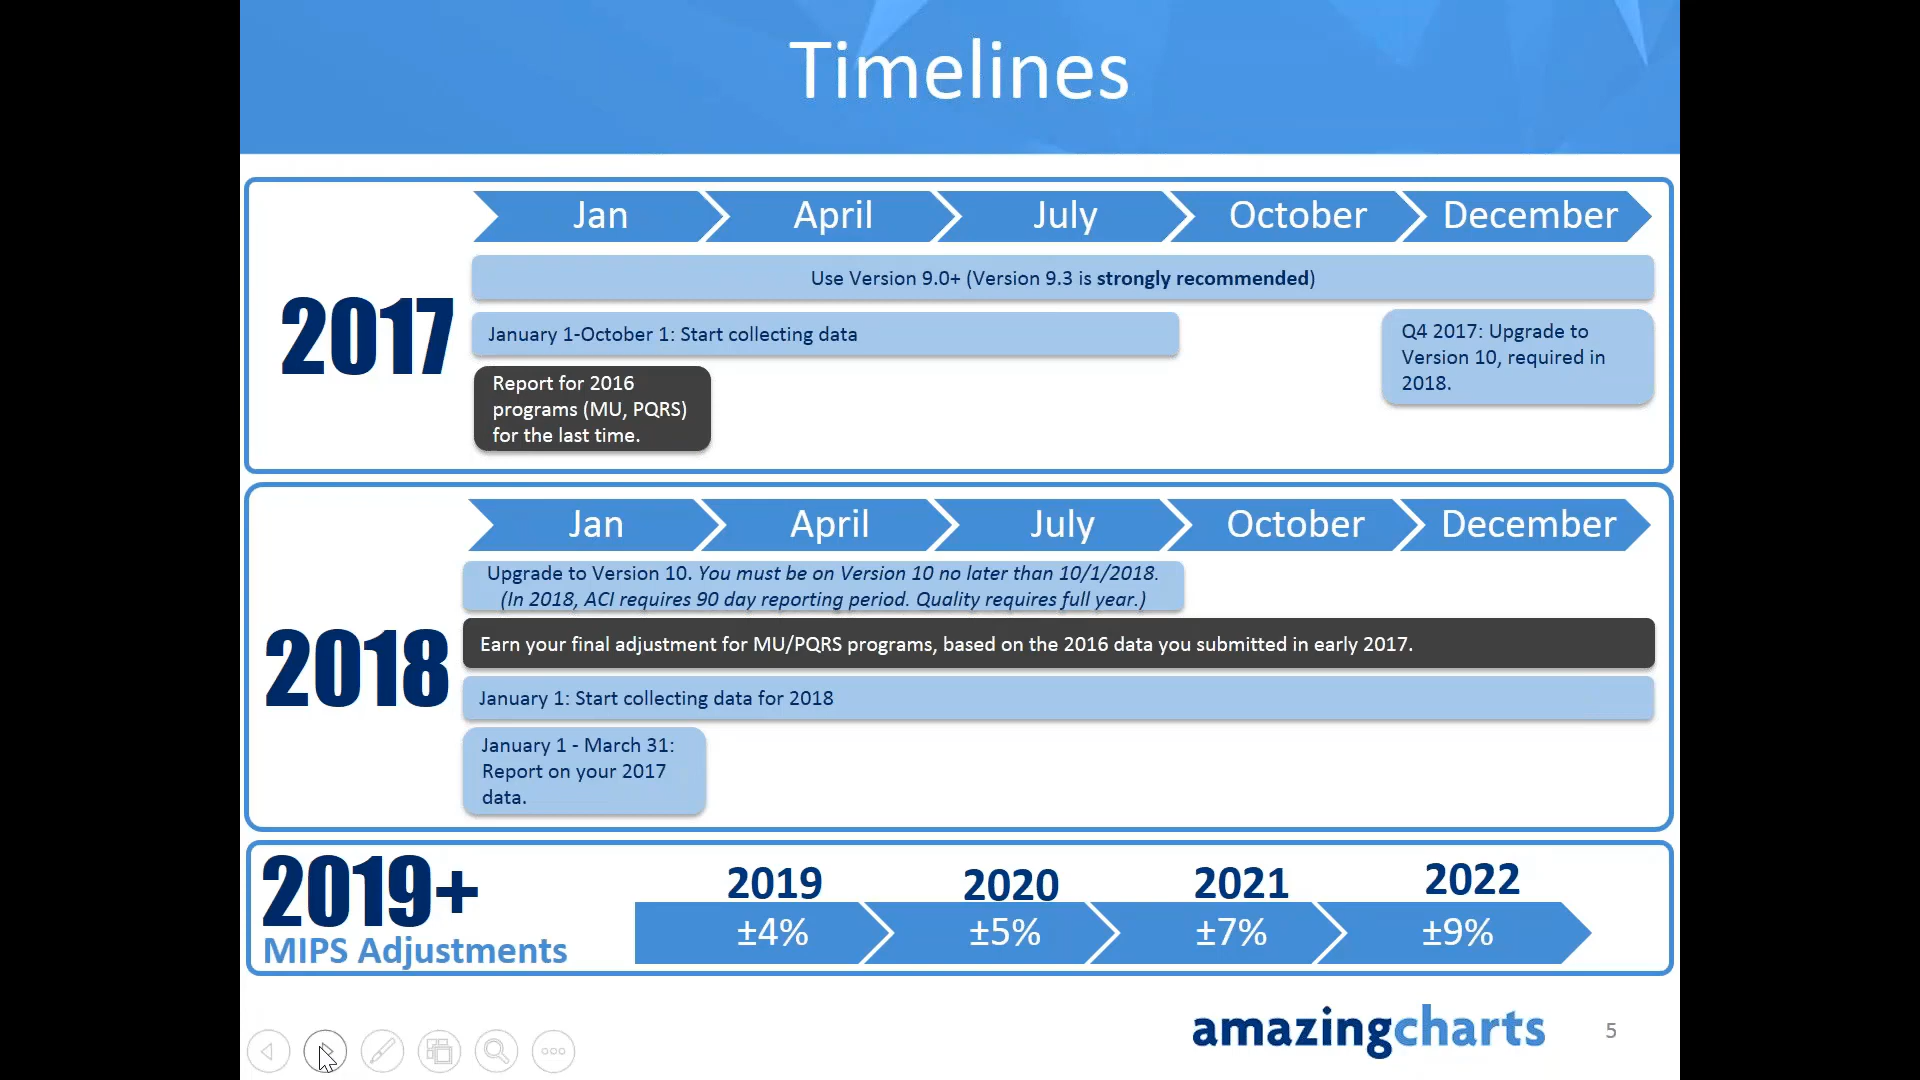 Timelines
Jan
April
July
October
December
2017
Use Version 9.0+ (Version 9.3 is strongly recommended)
January 1-October 1: Start collecting data
Q4 2017: Upgrade to
Version 10, required in
2018.
Report for 2016
programs (MU, PQRS)
for the last time.
Jan
April
July
October
December
2018
Upgrade to Version 10. You must be on Version 10 no later than 10/1/2018.
(In 2018, ACI requires 90 day reporting period. Quality requires full year.)
Earn your final adjustment for MU/PQRS programs, based on the 2016 data you submitted in early 2017.
January 1: Start collecting data for 2018
January 1 - March 31:
Report on your 2017
data.
2019+
MIPS Adjustments
2019
2020
2021
2022
±4%
±5%
±7%
±9%
amazingcharts
5